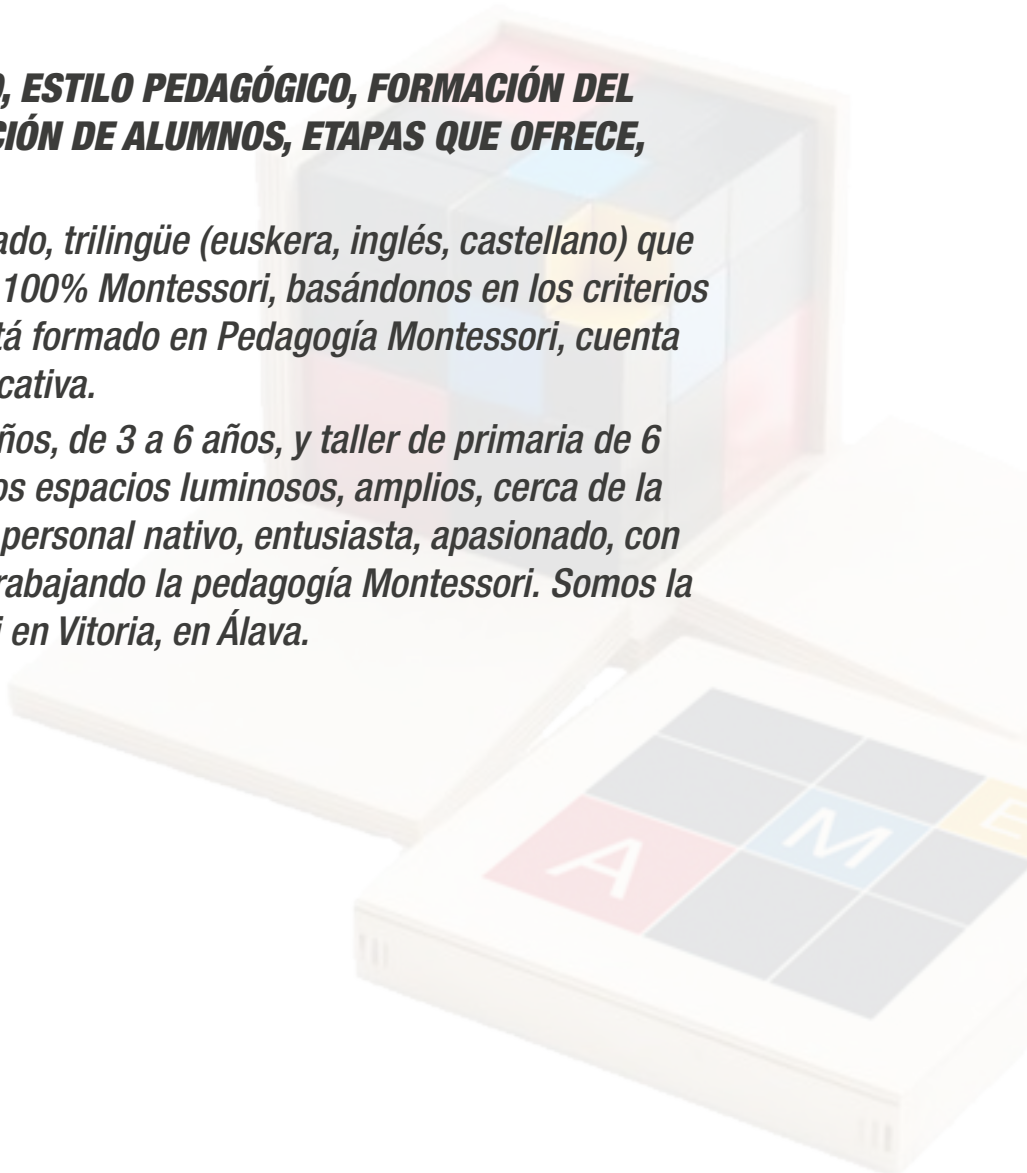 , ESTILO PEDAGÓGICO, FORMACIÓN DEL
CIÓN DE ALUMNOS, ETAPAS QUE OFRECE,
ado, trilingüe (euskera, inglés, castellano) que
100% Montessori, basándonos en los criterios
tá formado en Pedagogía Montessori, cuenta
cativa.
ños, de 3 a 6 años, y taller de primaria de 6
os espacios luminosos, amplios, cerca de la
personal nativo, entusiasta, apasionado, con
rabajando la pedagogía Montessori. Somos la
i en Vitoria, en Álava.
A M E